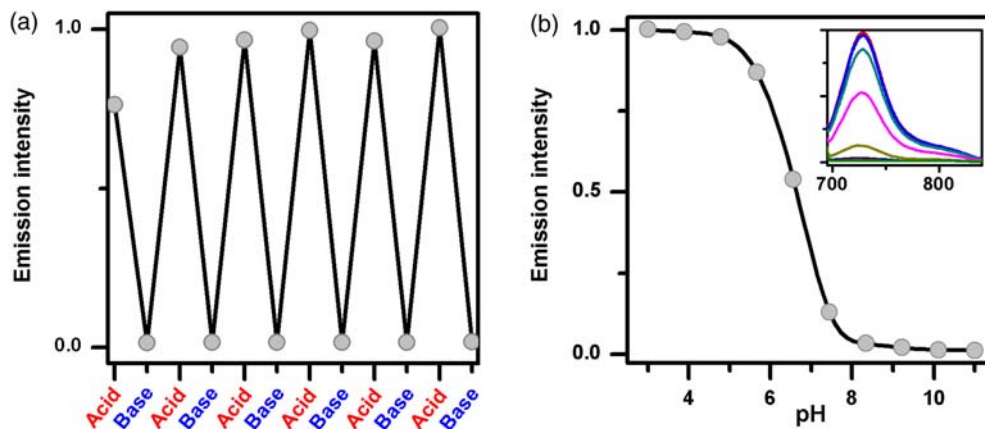 (a)
Emission intensity
1.0
0.0
Acid
Base
Acid
Base
Acid
Base
Acid
Base
Acid
Base
Acid
Base
(b)
Emission intensity
1.0
0.5
0.0
4
6
8
10
pH
700
800